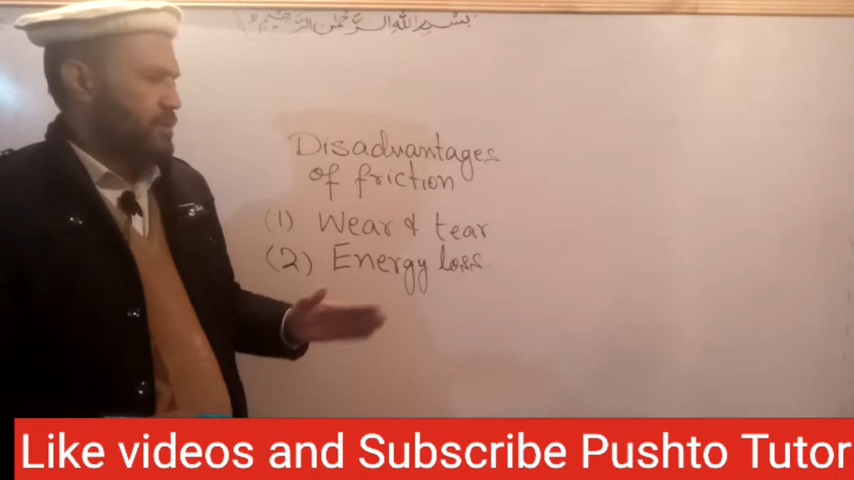 بسم الله الرحمن الرحيم
Disadvantages
of friction
(1) Wear & tear
(2) Energy loss
Like videos and Subscribe Pushto Tutor